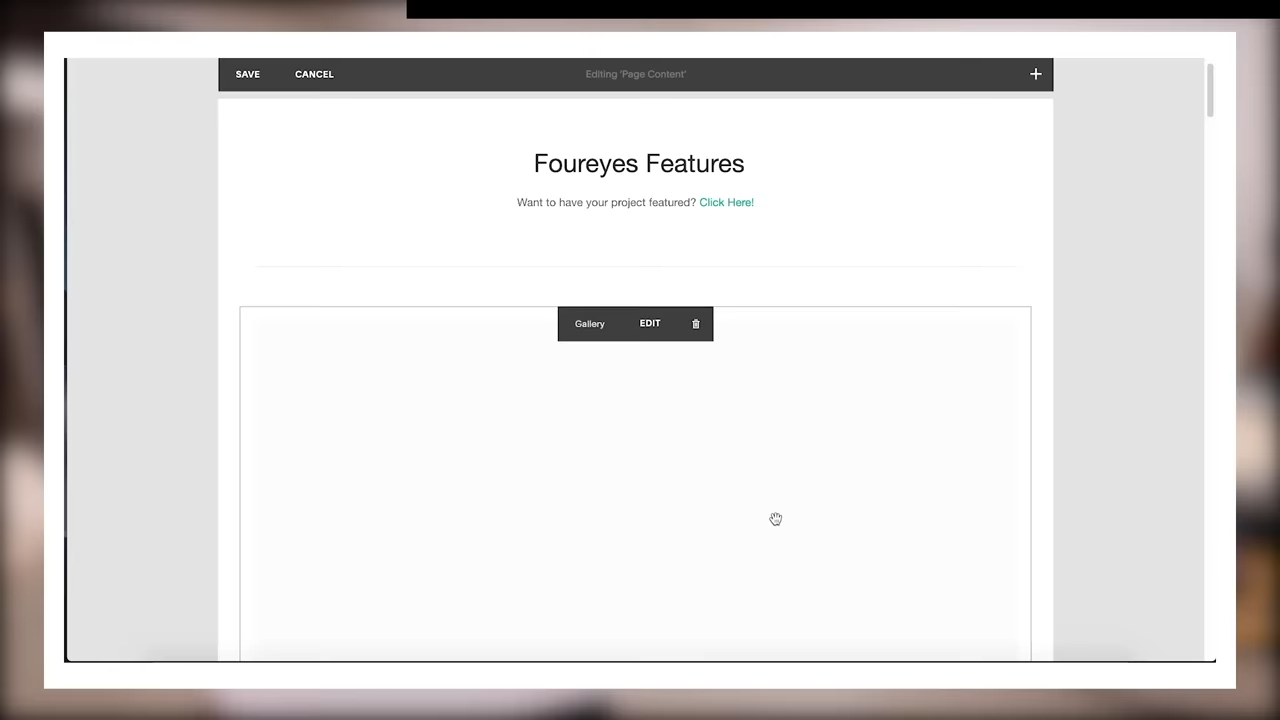 SAVE CANCEL Editing 'Page Content' +
Foureyes Features
Want to have your project featured? Click Here!
Gallery EDIT